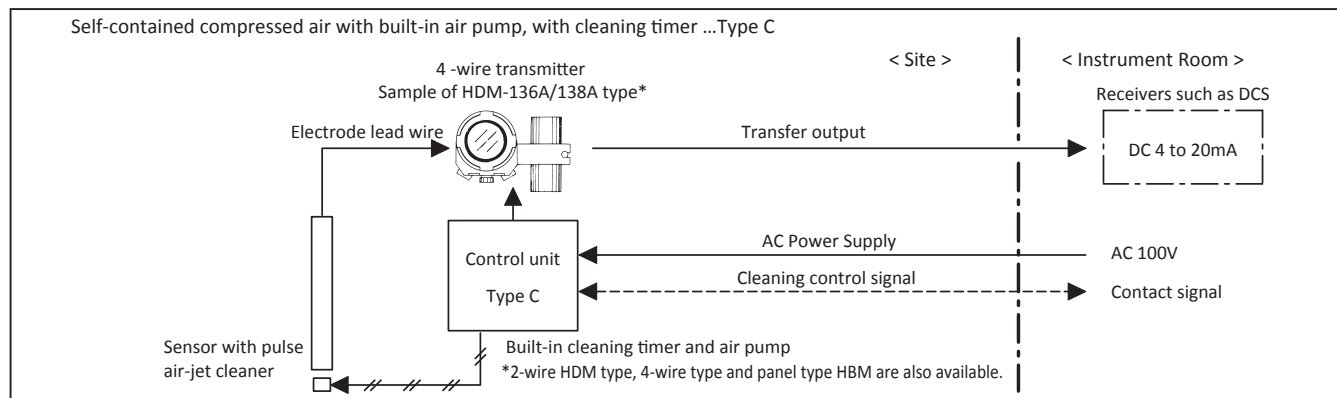 Self-contained compressed air with built-in air pump, with cleaning timer ...Type C
< Site >
< Instrument Room >
4 -wire transmitter
Sample of HDM-136A/138A type*
Receivers such as DCS
Electrode lead wire
Transfer output
DC 4 to 20mA
AC Power Supply
AC 100V
Control unit
Type C
Cleaning control signal
Contact signal
Sensor with pulse
air-jet cleaner
Built-in cleaning timer and air pump
*2-wire HDM type, 4-wire type and panel type HBM are also available.